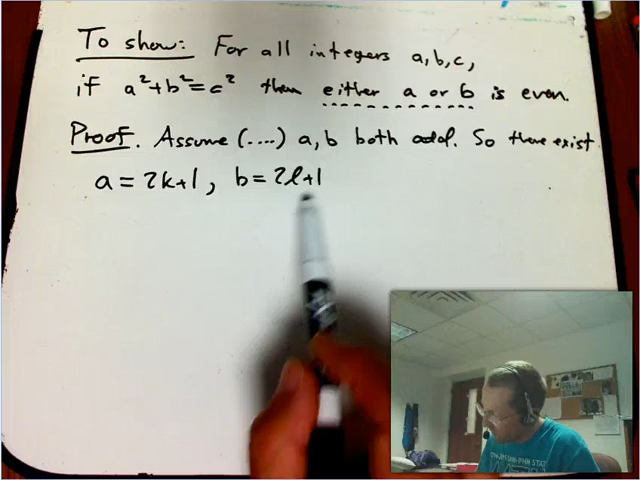 To show: For all integers a, b, c,
if a² + b² = c² then either a or b is even.
Proof. Assume (....) a, b both odd. So there exist
a = 2k+1, b = 2l+1